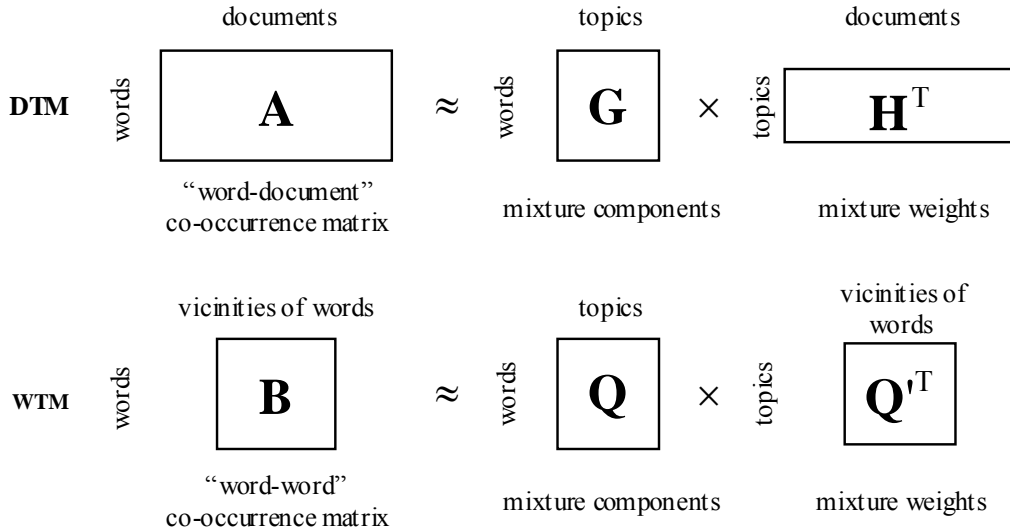 documents topics documents
DTM words A ≈ words G × topics H^T
“word-document”
co-occurrence matrix mixture components mixture weights
vicinities of words topics vicinities of
words
WTM words B ≈ words Q × topics Q'^T
“word-word”
co-occurrence matrix mixture components mixture weights